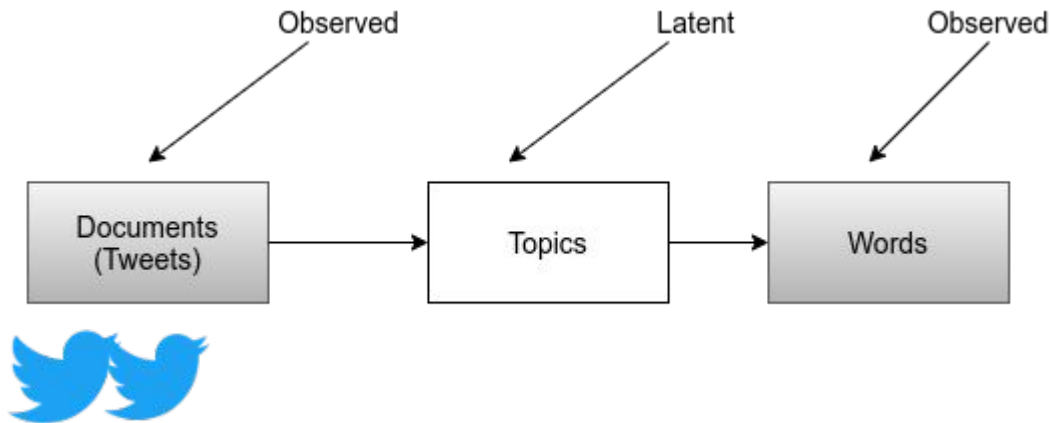 Observed
Latent
Observed
Documents
(Tweets)
Topics
Words